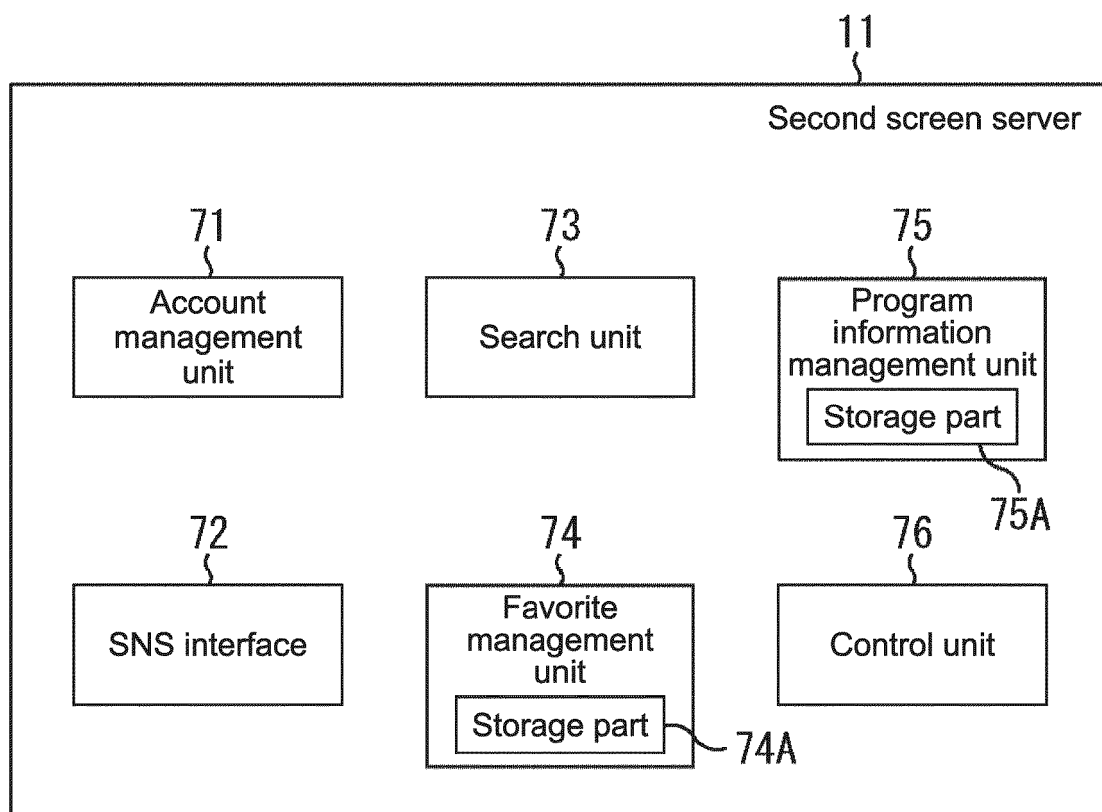 11
Second screen server
71
Account
management
unit
73
Search unit
75
Program
information
management unit
Storage part
75A
72
SNS interface
74
Favorite
management
unit
Storage part
74A
76
Control unit